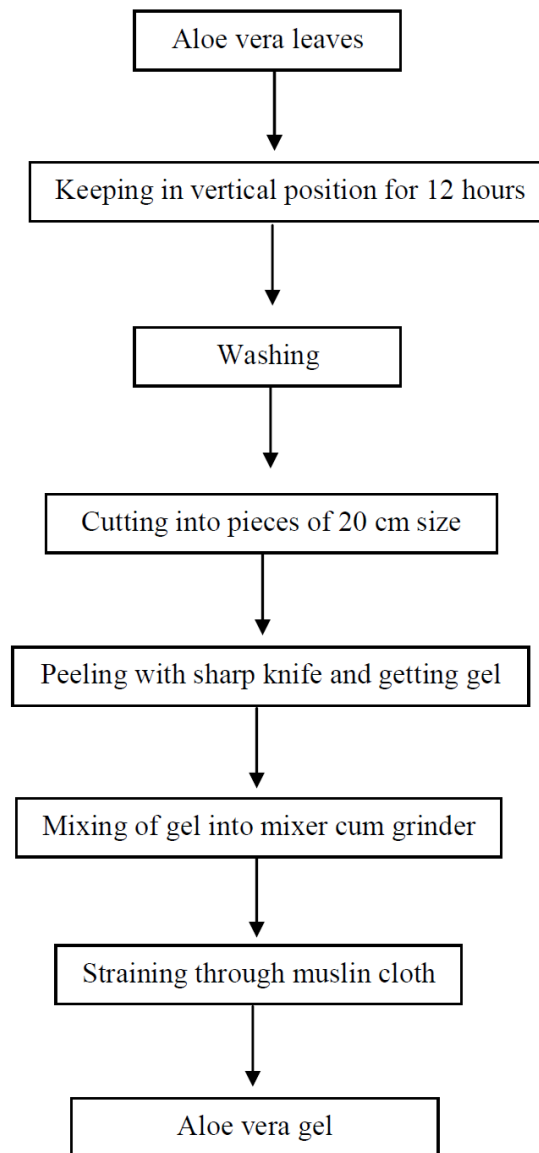 Aloe vera leaves
Keeping in vertical position for 12 hours
Washing
Cutting into pieces of 20 cm size
Peeling with sharp knife and getting gel
Mixing of gel into mixer cum grinder
Straining through muslin cloth
Aloe vera gel